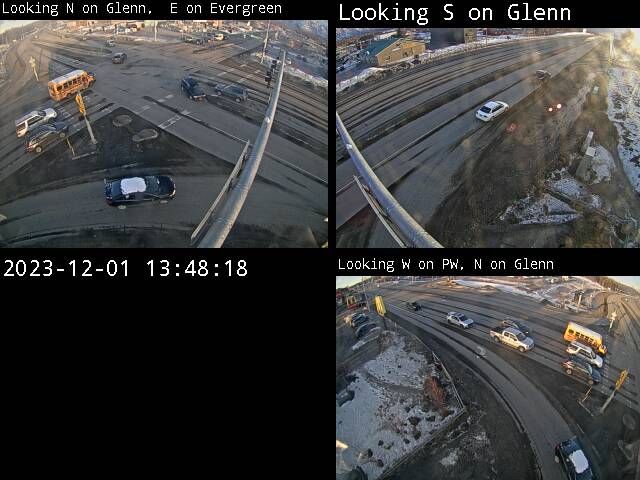 Looking N on Glenn,  E on Evergreen
Looking S on Glenn
2023-12-01 13:48:18
Looking W on PW, N on Glenn